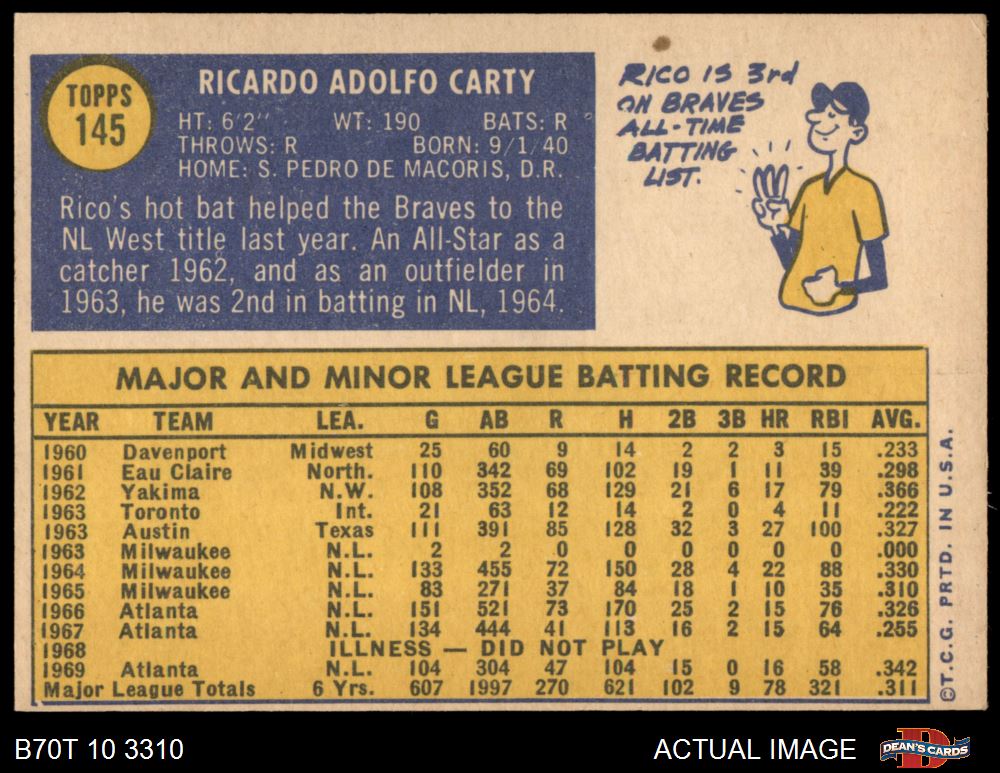 TOPPS
145
RICARDO ADOLFO CARTY
HT: 6'2" WT: 190 BATS: R
THROWS: R BORN: 9/1/40
HOME: S. PEDRO DE MACORIS, D.R.
Rico's hot bat helped the Braves to the
NL West title last year. An All-Star as a
catcher 1962, and as an outfielder in
1963, he was 2nd in batting in NL, 1964.
RICO IS 3rd
ON BRAVES
ALL-TIME
BATTING
LIST.
MAJOR AND MINOR LEAGUE BATTING RECORD
YEAR TEAM LEA. G AB R H 2B 3B HR RBI AVG.
1960 Davenport Midwest 25 60 9 14 2 2 3 15 .233
1961 Eau Claire North. 110 342 69 102 19 1 11 39 .298
1962 Yakima N.W. 108 352 68 129 21 6 17 79 .366
1963 Toronto Int. 21 63 12 14 2 0 4 11 .222
1963 Austin Texas 111 391 85 128 32 3 27 100 .327
1963 Milwaukee N.L. 2 2 0 0 0 0 0 0 .000
1964 Milwaukee N.L. 133 455 72 150 28 4 22 88 .330
1965 Milwaukee N.L. 83 271 37 84 18 1 10 35 .310
1966 Atlanta N.L. 151 521 73 170 25 2 15 76 .326
1967 Atlanta N.L. 134 444 41 113 16 2 15 64 .255
1968 ILLNESS — DID NOT PLAY
1969 Atlanta N.L. 104 304 47 104 15 0 16 58 .342
Major League Totals 6 Yrs. 607 1997 270 621 102 9 78 321 .311
©T.C.G. PRTD. IN U.S.A.
B70T 10 3310
ACTUAL IMAGE
DEAN'S CARDS